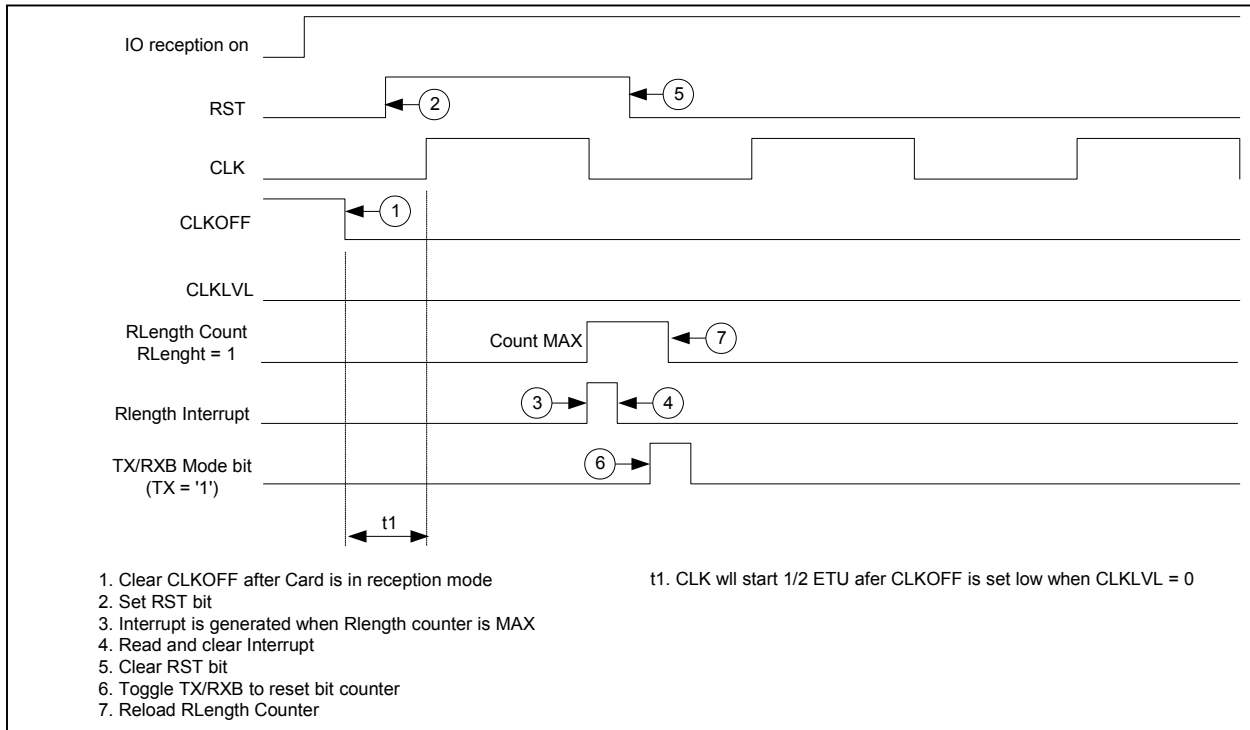 IO reception on
RST
2
5
CLK
CLKOFF
1
CLKLVL
RLength Count
RLenght = 1
Count MAX
7
Rlength Interrupt
3
4
TX/RXB Mode bit
(TX = '1')
6
t1
1. Clear CLKOFF after Card is in reception mode
2. Set RST bit
3. Interrupt is generated when Rlength counter is MAX
4. Read and clear Interrupt
5. Clear RST bit
6. Toggle TX/RXB to reset bit counter
7. Reload RLength Counter
t1. CLK wll start 1/2 ETU afer CLKOFF is set low when CLKLVL = 0